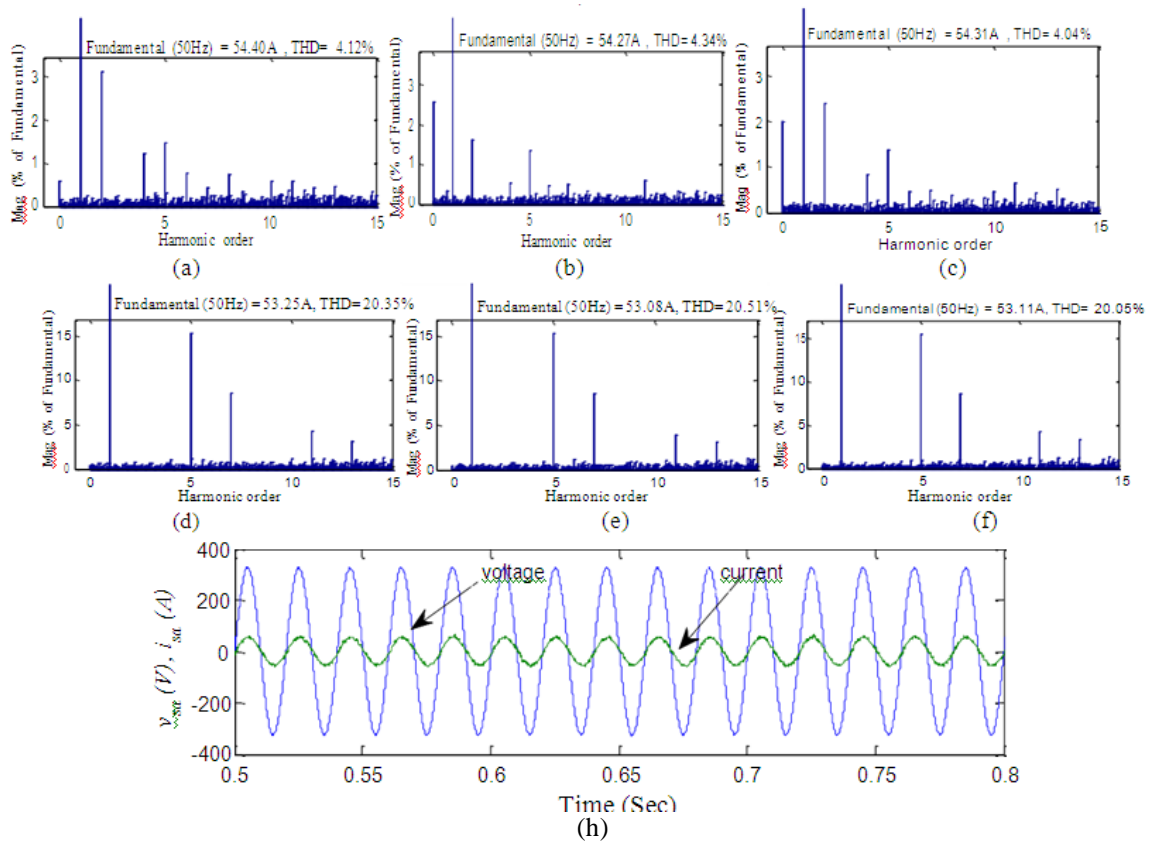 Fundamental (50Hz) = 54.40A , THD= 4.12%
Mag (% of Fundamental)
3
2
1
0
0 5 10 15
Harmonic order
(a)
Fundamental (50Hz) = 54.27A , THD= 4.34%
Mag (% of Fundamental)
3
2
1
0
0 5 10 15
Harmonic order
(b)
Fundamental (50Hz) = 54.31A , THD= 4.04%
Mag (% of Fundamental)
3
2
1
0
0 5 10 15
Harmonic order
(c)
Fundamental (50Hz) = 53.25A, THD= 20.35%
Mag (% of Fundamental)
15
10
5
0
0 5 10 15
Harmonic order
(d)
Fundamental (50Hz) = 53.08A, THD= 20.51%
Mag (% of Fundamental)
15
10
5
0
0 5 10 15
Harmonic order
(e)
Fundamental (50Hz) = 53.11A, THD= 20.05%
Mag (% of Fundamental)
15
10
5
0
0 5 10 15
Harmonic order
(f)
voltage
current
v_sa (V), i_sa (A)
400
200
0
-200
-400
0.5 0.55 0.6 0.65 0.7 0.75 0.8
Time (Sec)
(h)